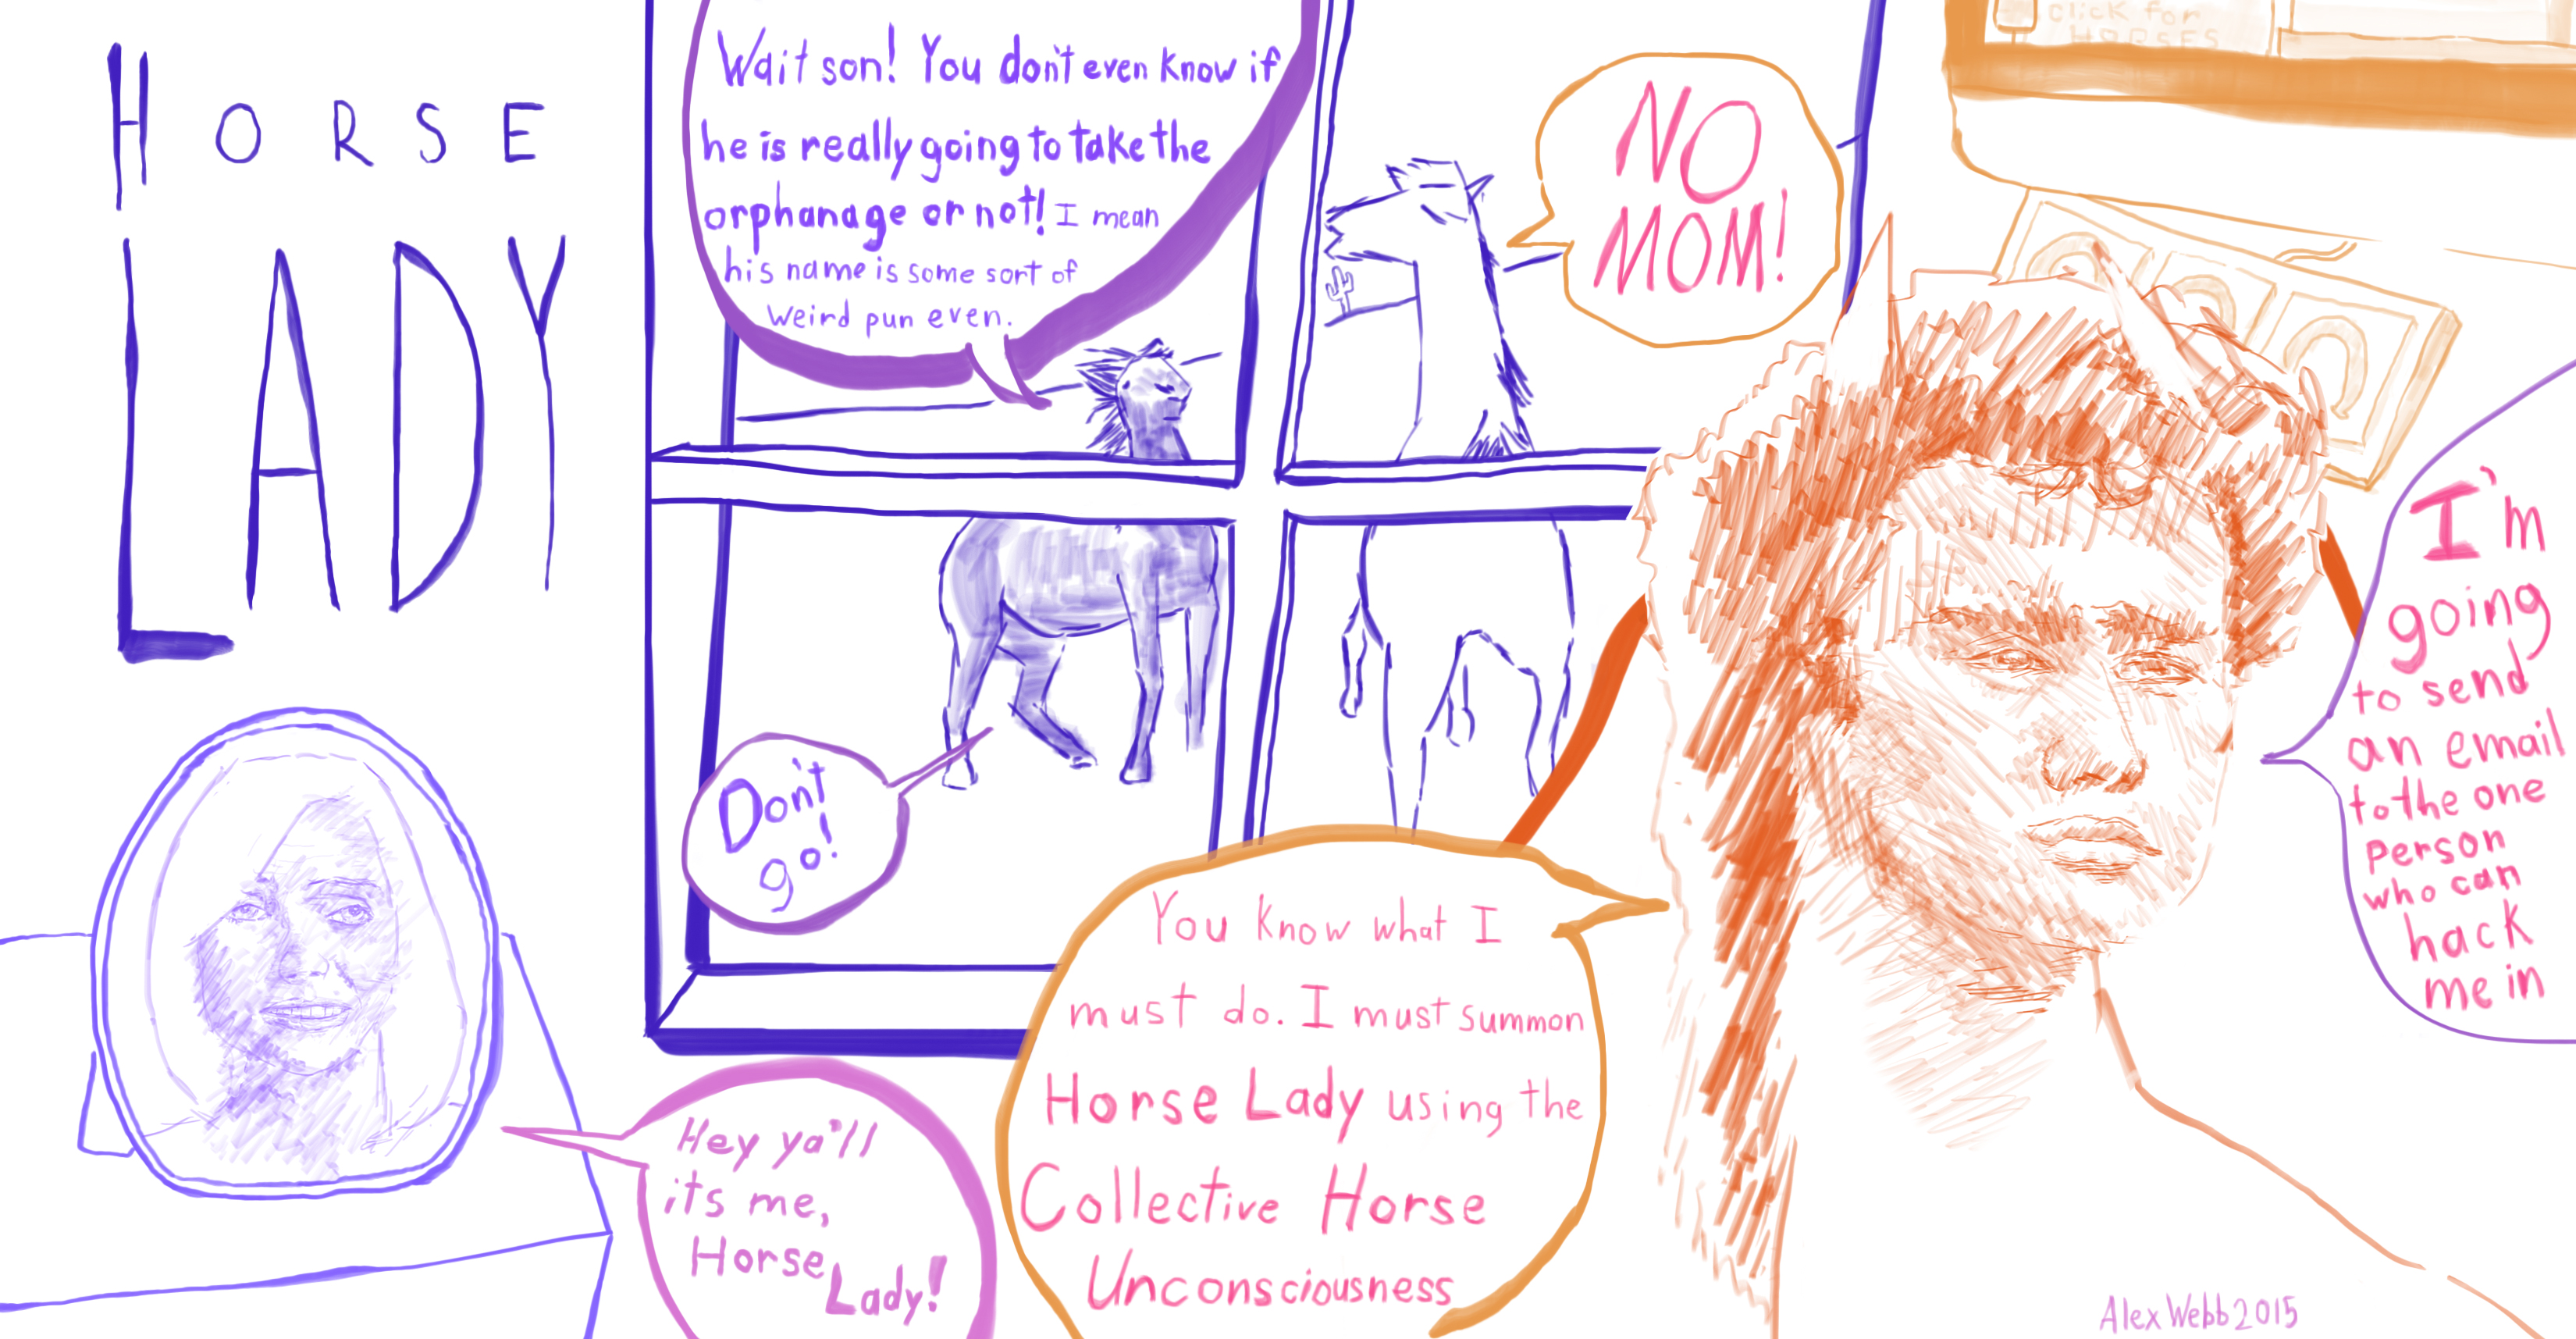 HORSE
LADY
Wait son! You don't even know if
he is really going to take the
orphanage or not! I mean
his name is some sort of
weird pun even.
NO
MOM!
click for
HORSES
Don't
go!
Hey ya'll
its me,
Horse
Lady!
You know what I
must do. I must summon
Horse Lady using the
Collective Horse
Unconsciousness
I'm
going
to send
an email
to the one
person
who can
hack
me in
Alex Webb 2015